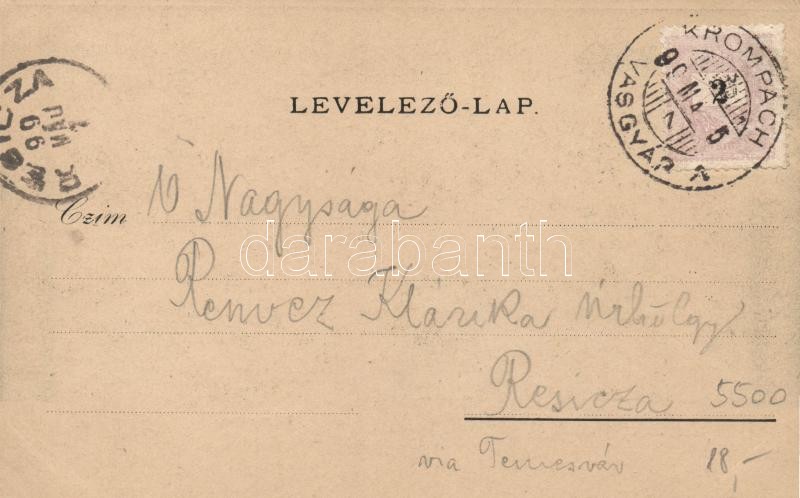 KROMPACH
VASGYÁR
LEVELEZŐ-LAP.
Czim Ő Nagysága
darabanth
Renvez Klárika Úrhölgy
Resicza 5500
via Temesvár 18,-